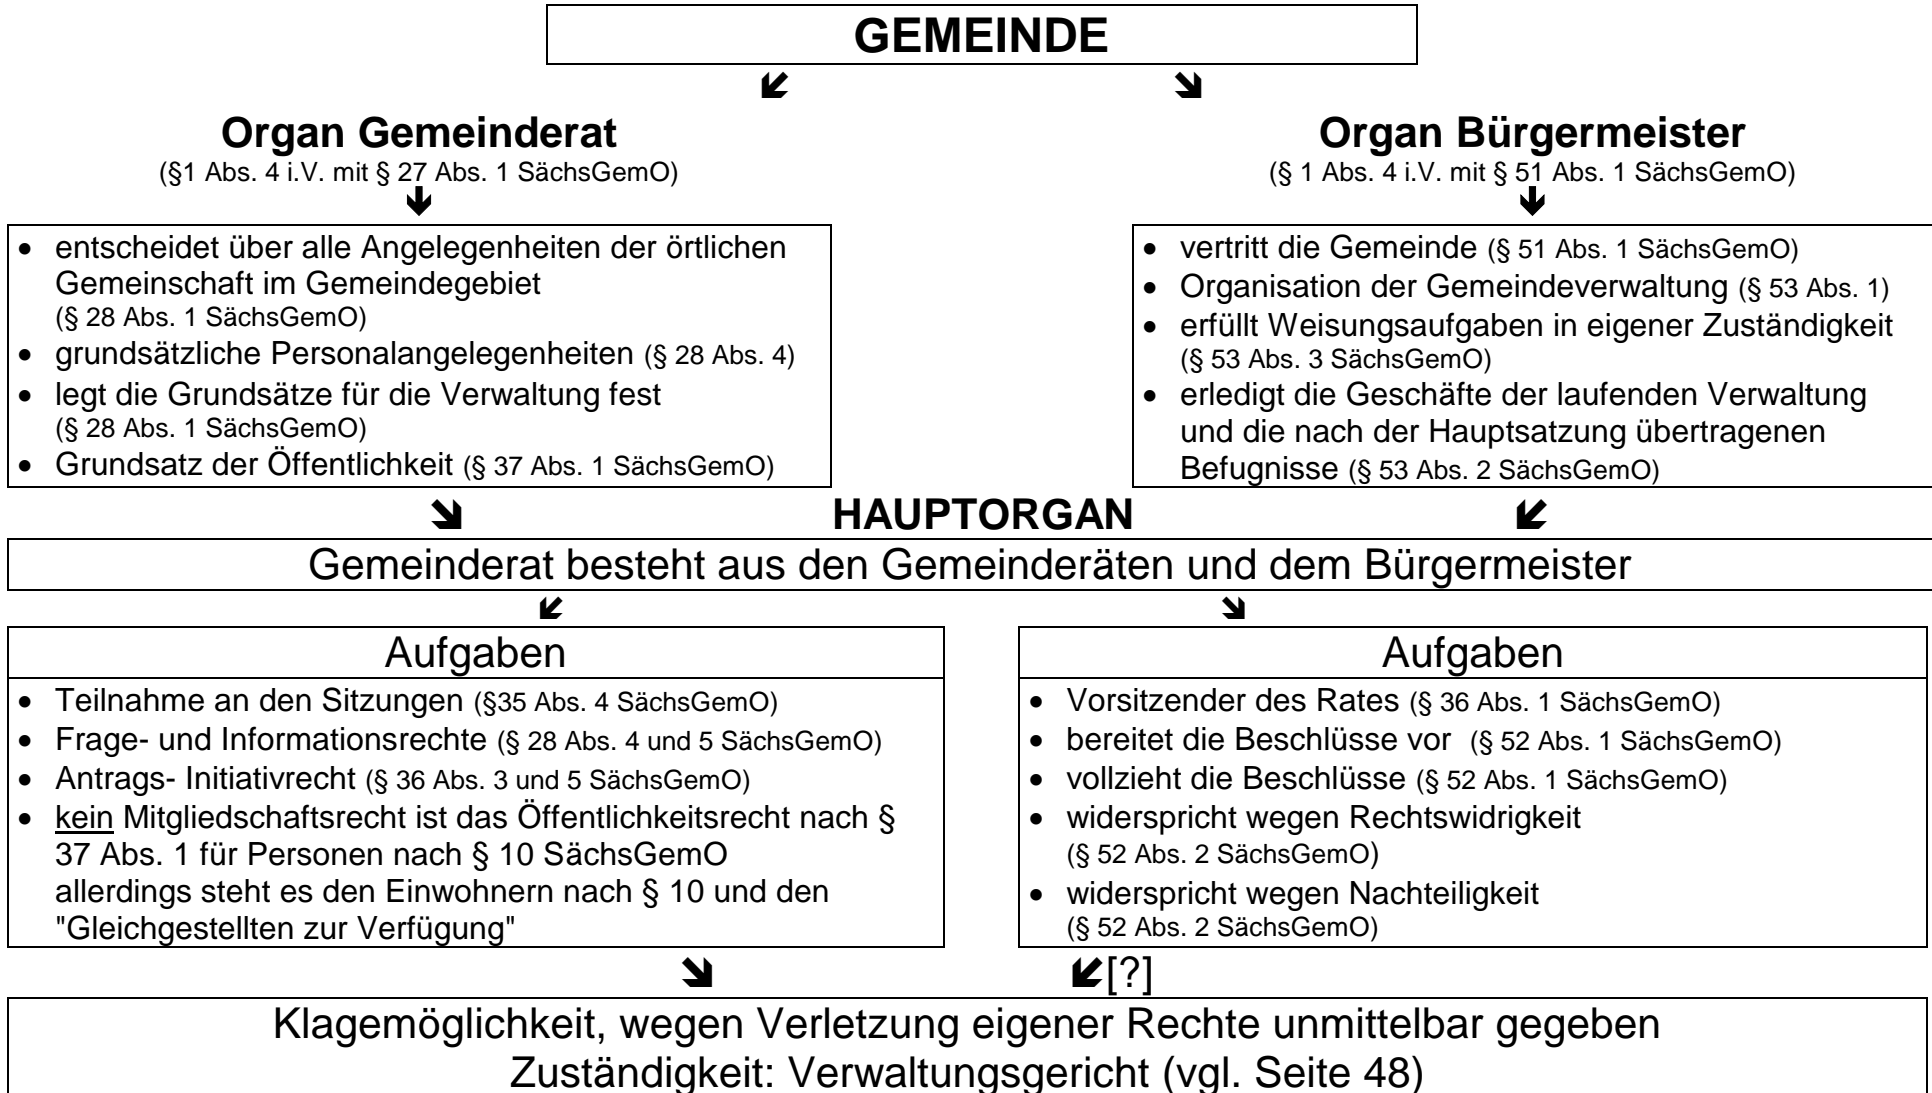 GEMEINDE
Organ Gemeinderat
(§1 Abs. 4 i.V. mit § 27 Abs. 1 SächsGemO)
• entscheidet über alle Angelegenheiten der örtlichen
Gemeinschaft im Gemeindegebiet
(§ 28 Abs. 1 SächsGemO)
• grundsätzliche Personalangelegenheiten (§ 28 Abs. 4)
• legt die Grundsätze für die Verwaltung fest
(§ 28 Abs. 1 SächsGemO)
• Grundsatz der Öffentlichkeit (§ 37 Abs. 1 SächsGemO)
Organ Bürgermeister
(§ 1 Abs. 4 i.V. mit § 51 Abs. 1 SächsGemO)
• vertritt die Gemeinde (§ 51 Abs. 1 SächsGemO)
• Organisation der Gemeindeverwaltung (§ 53 Abs. 1)
• erfüllt Weisungsaufgaben in eigener Zuständigkeit
(§ 53 Abs. 3 SächsGemO)
• erledigt die Geschäfte der laufenden Verwaltung
und die nach der Hauptsatzung übertragenen
Befugnisse (§ 53 Abs. 2 SächsGemO)
HAUPTORGAN
Gemeinderat besteht aus den Gemeinderäten und dem Bürgermeister
Aufgaben
• Teilnahme an den Sitzungen (§35 Abs. 4 SächsGemO)
• Frage- und Informationsrechte (§ 28 Abs. 4 und 5 SächsGemO)
• Antrags- Initiativrecht (§ 36 Abs. 3 und 5 SächsGemO)
• kein Mitgliedschaftsrecht ist das Öffentlichkeitsrecht nach §
37 Abs. 1 für Personen nach § 10 SächsGemO
allerdings steht es den Einwohnern nach § 10 und den
"Gleichgestellten zur Verfügung"
Aufgaben
• Vorsitzender des Rates (§ 36 Abs. 1 SächsGemO)
• bereitet die Beschlüsse vor (§ 52 Abs. 1 SächsGemO)
• vollzieht die Beschlüsse (§ 52 Abs. 1 SächsGemO)
• widerspricht wegen Rechtswidrigkeit
(§ 52 Abs. 2 SächsGemO)
• widerspricht wegen Nachteiligkeit
(§ 52 Abs. 2 SächsGemO)
[?]
Klagemöglichkeit, wegen Verletzung eigener Rechte unmittelbar gegeben
Zuständigkeit: Verwaltungsgericht (vgl. Seite 48)